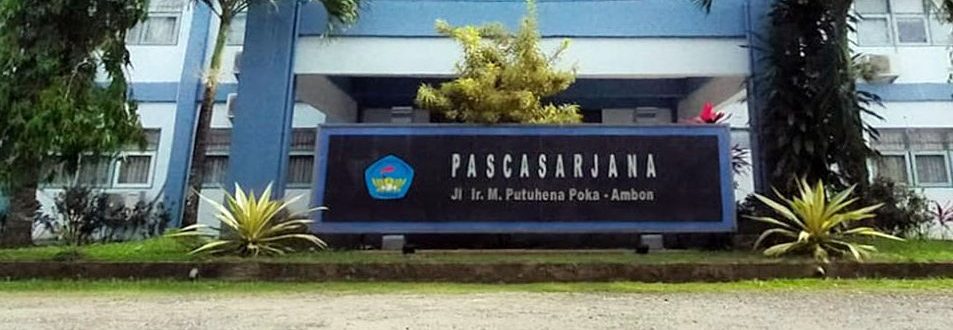 PASCASARJANA
Jl Ir. M. Putuhena Poka - Ambon